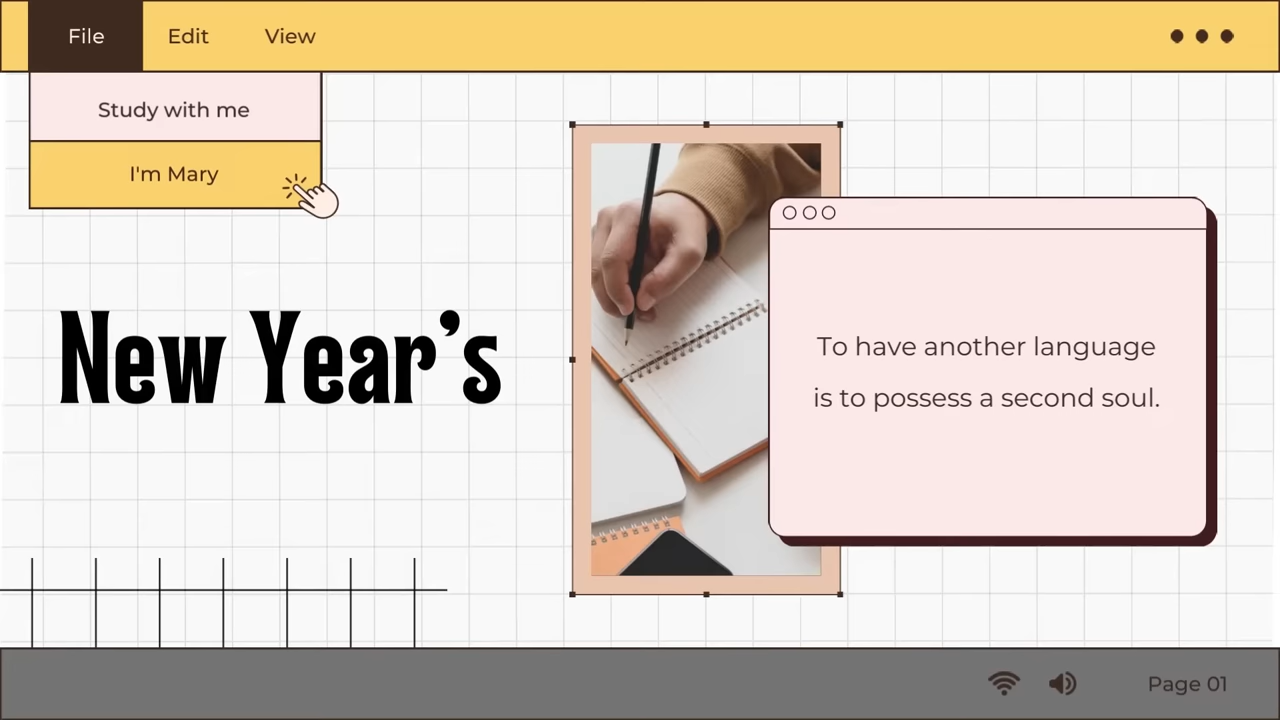 File Edit View
Study with me
I'm Mary
New Year's
To have another language
is to possess a second soul.
Page 01